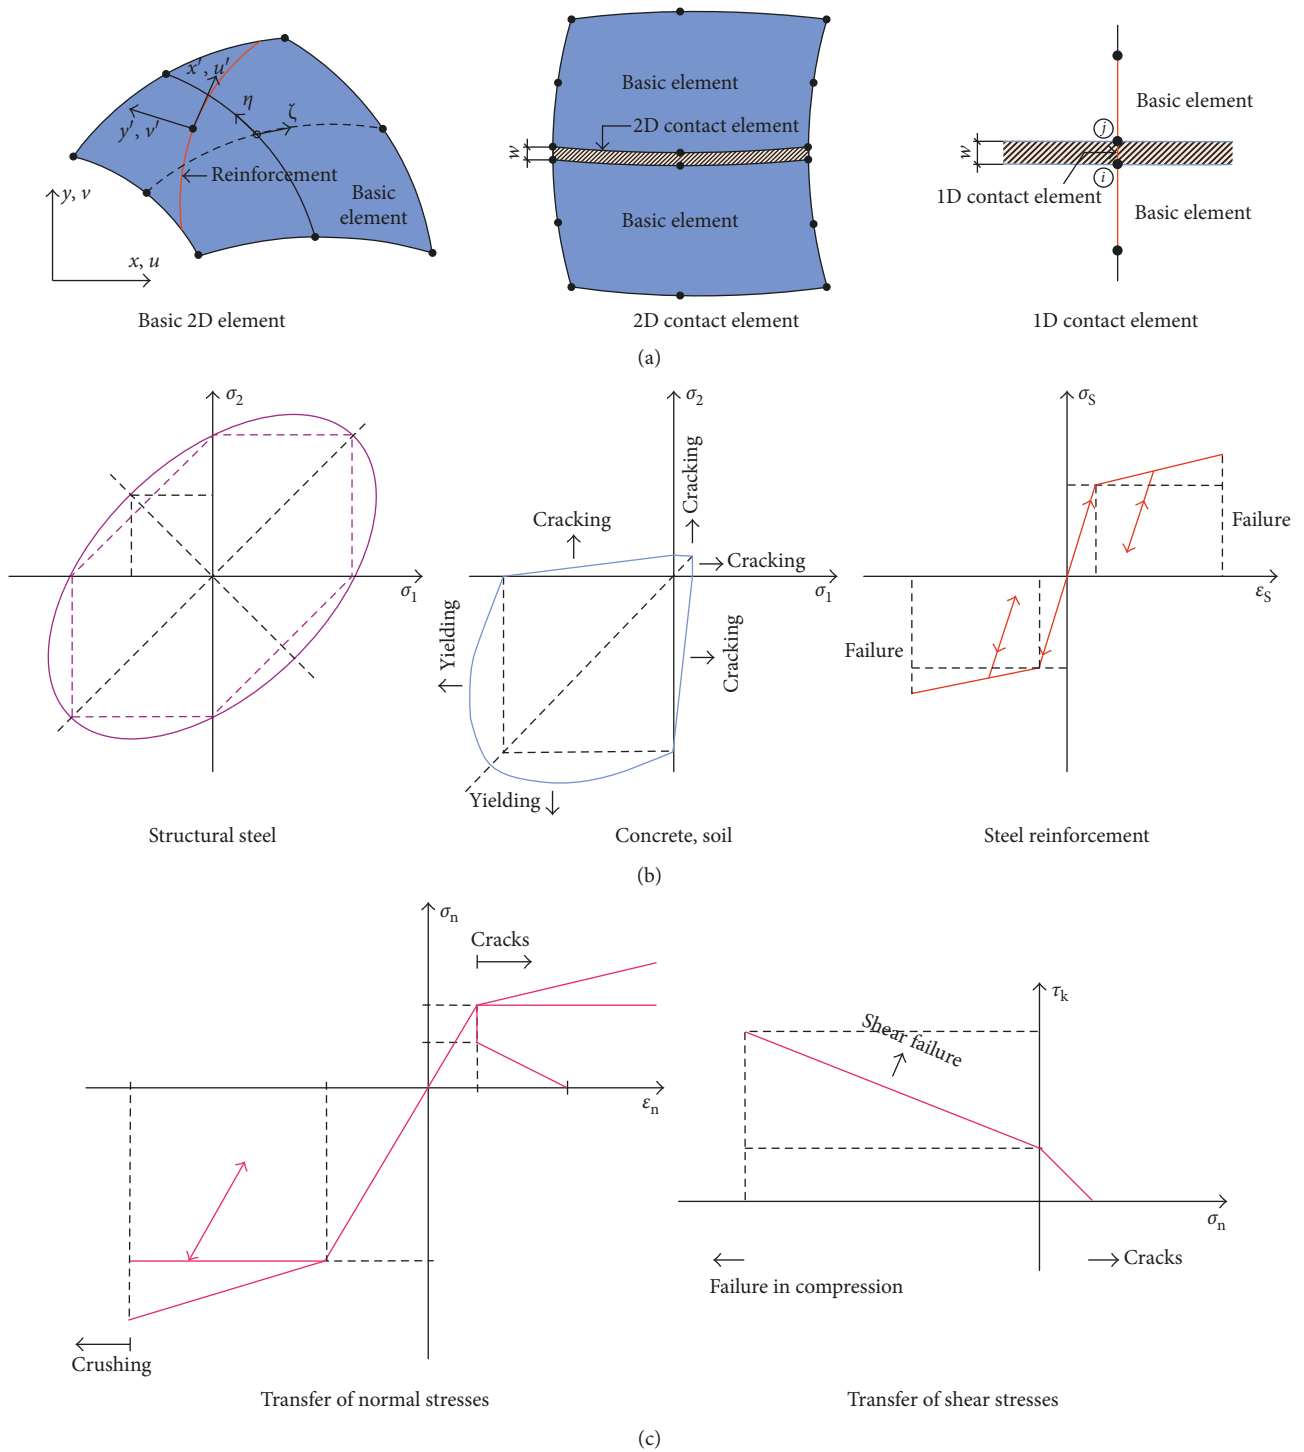 x′, u′
η
ζ
y′, v′
Reinforcement
Basic
element
y, v
x, u
Basic 2D element
Basic element
2D contact element
w
Basic element
2D contact element
Basic element
j
w
i
1D contact element
Basic element
1D contact element
(a)
σ2
σ1
Structural steel
σ2
Cracking
Cracking
Cracking
σ1
Yielding
Cracking
Yielding
Concrete, soil
σS
Failure
εS
Failure
Steel reinforcement
(b)
σn
Cracks
εn
Crushing
Transfer of normal stresses
τk
Shear failure
σn
Cracks
Failure in compression
Transfer of shear stresses
(c)